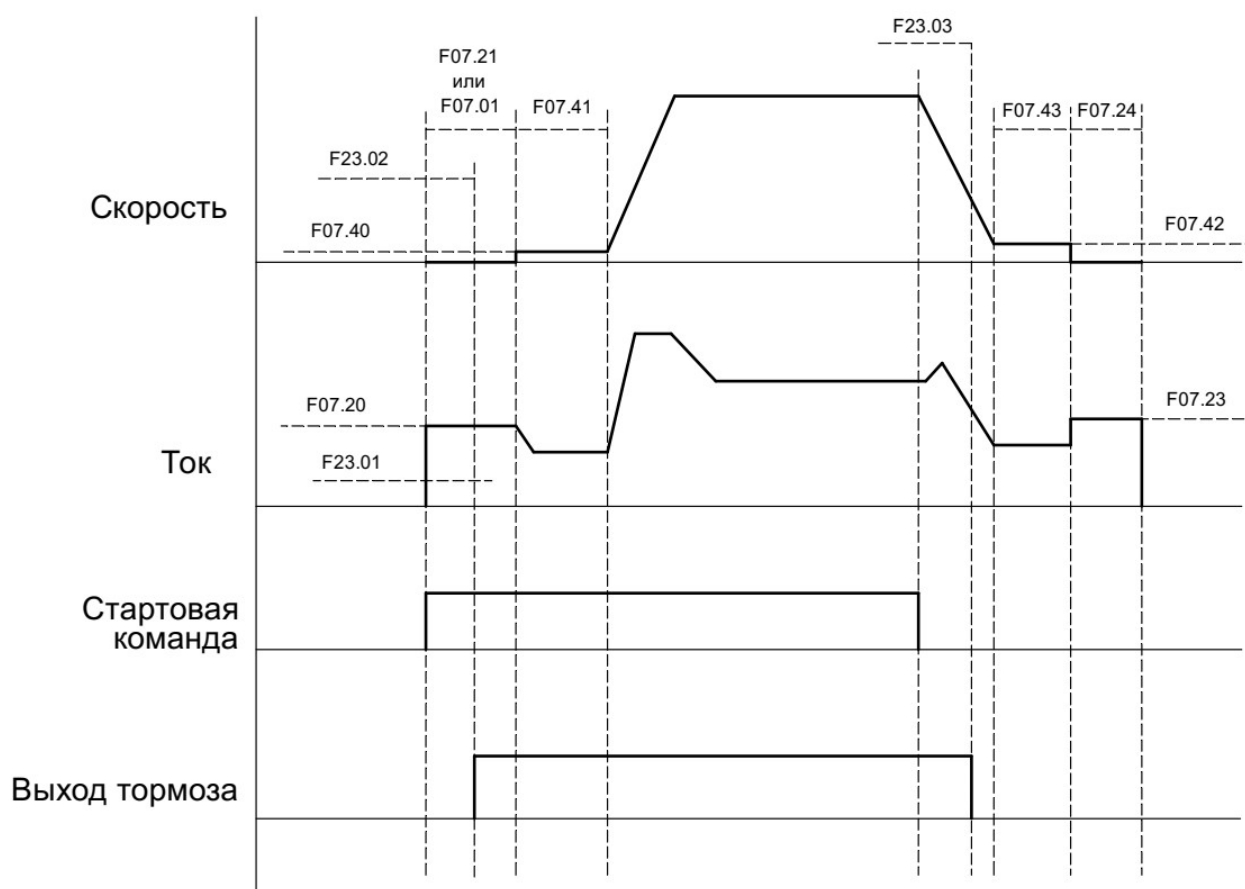 F23.03
F07.21
или
F07.01
F07.41
F07.43
F07.24
F23.02
Скорость
F07.40
F07.42
F07.20
F07.23
Ток
F23.01
Стартовая
команда
Выход тормоза